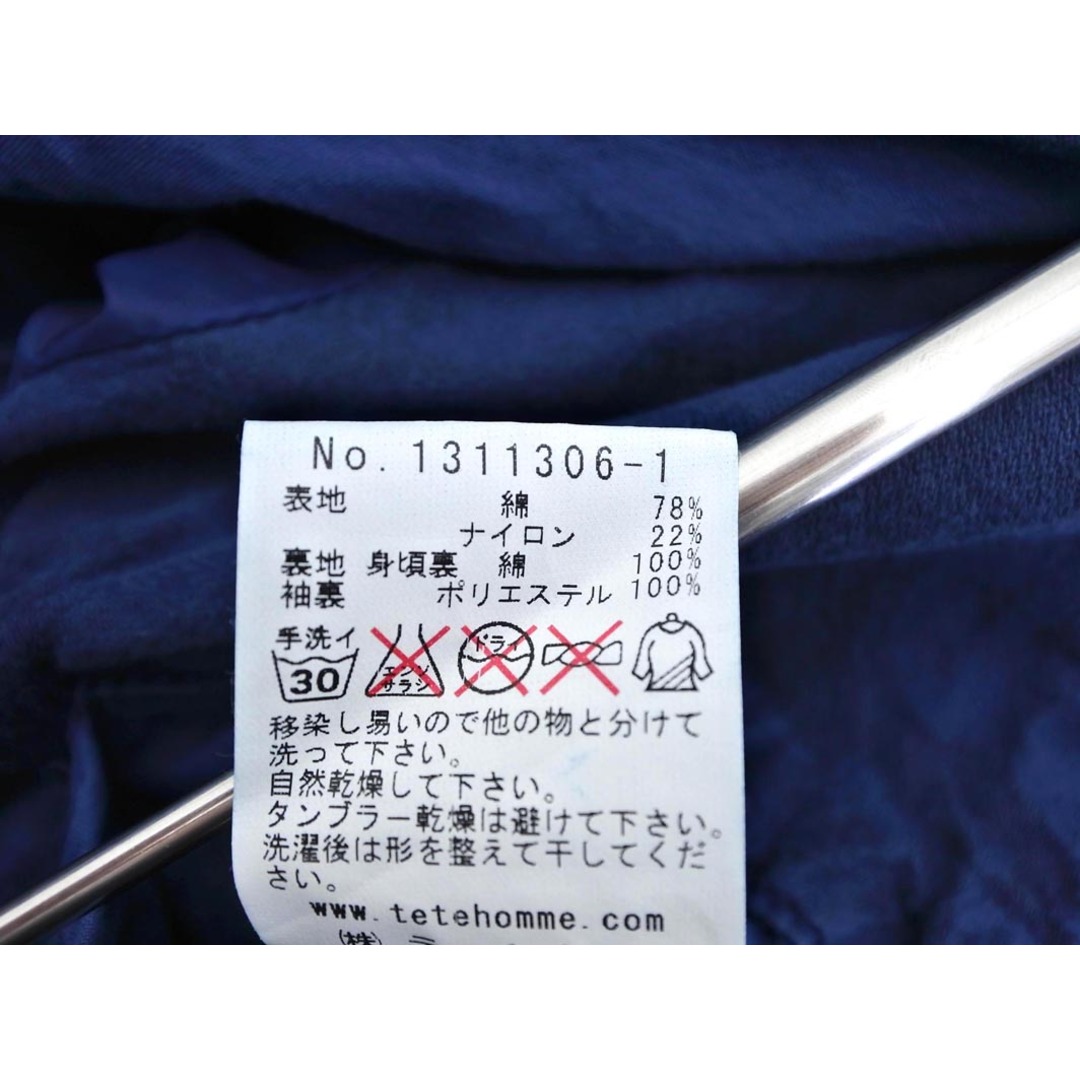 No. 1311306-1
表地 綿 78%
ナイロン 22%
裏地 身頃裏 綿 100%
袖裏 ポリエステル 100%
手洗イ
30
エンソ
サラシ
ドライ
移染し易いので他の物と分けて
洗って下さい。
自然乾燥して下さい。
タンブラー乾燥は避けて下さい。
洗濯後は形を整えて干してくだ
さい。
www.tetehomme.com
(株)